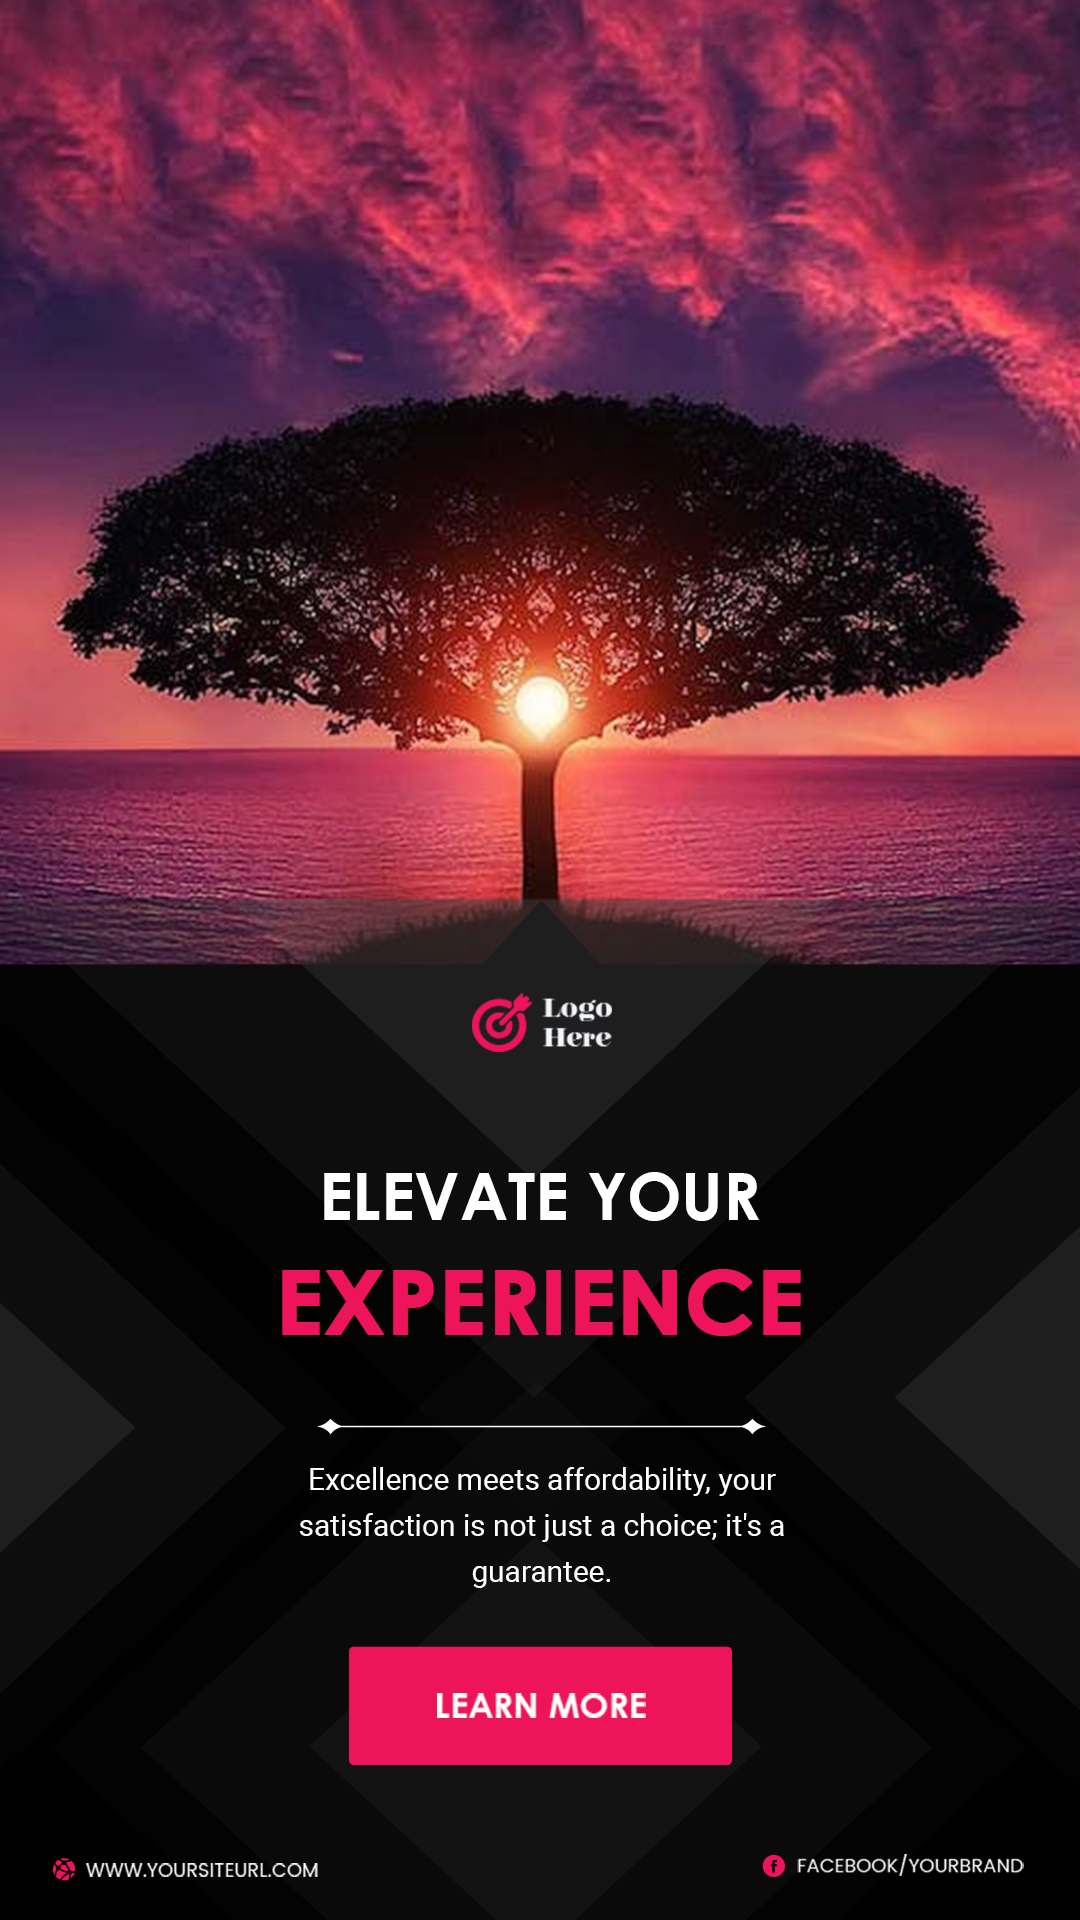 Logo
Here
ELEVATE YOUR
EXPERIENCE
Excellence meets affordability, your
satisfaction is not just a choice; it's a
guarantee.
LEARN MORE
WWW.YOURSITEURL.COM
FACEBOOK/YOURBRAND